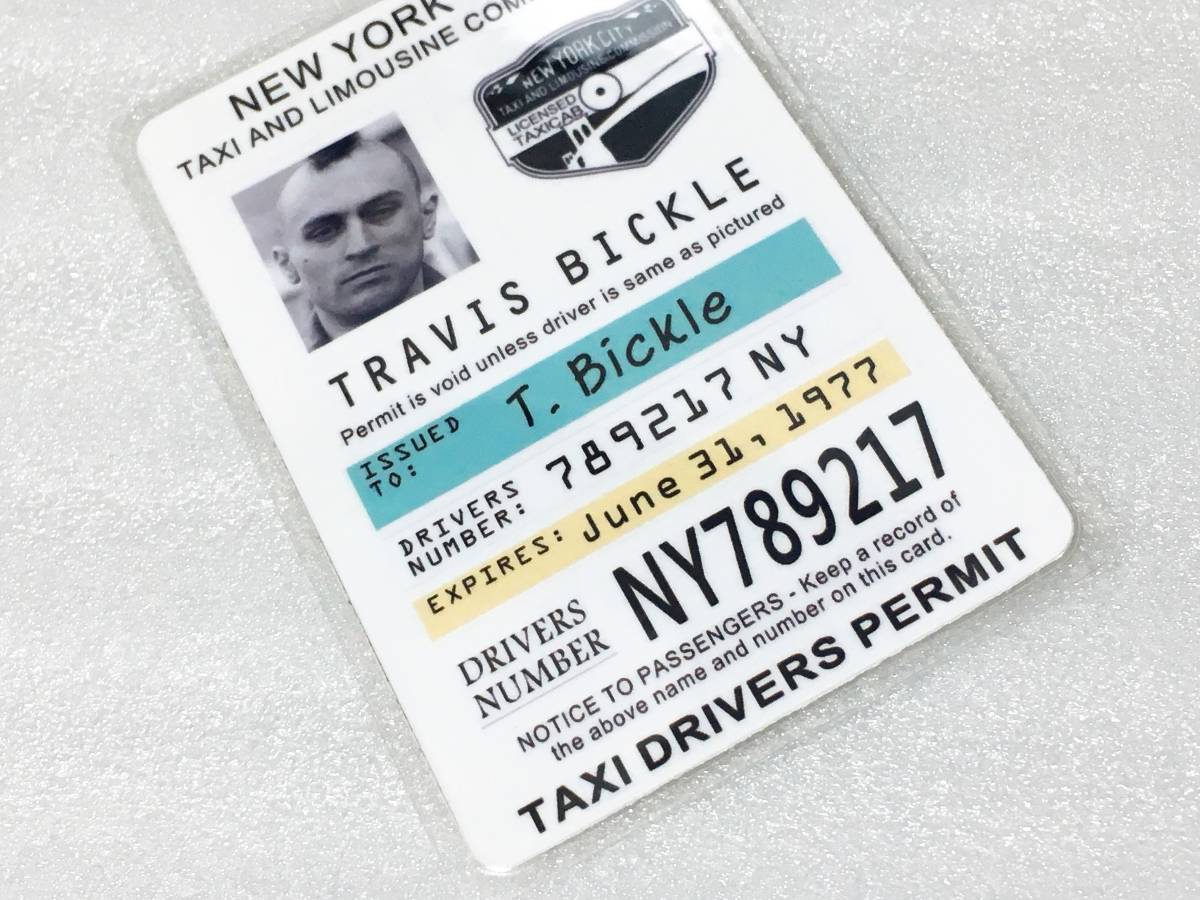 NEW YORK
TAXI AND LIMOUSINE COM
NEW YORK CITY
TAXI AND LIMOUSINE COMMISSION
LICENSED
TAXICAB
TRAVIS BICKLE
Permit is void unless driver is same as pictured
ISSUED TO: T. Bickle
DRIVERS NUMBER: 789217 NY
EXPIRES: June 31, 1977
DRIVERS NUMBER NY789217
NOTICE TO PASSENGERS - Keep a record of
the above name and number on this card.
TAXI DRIVERS PERMIT